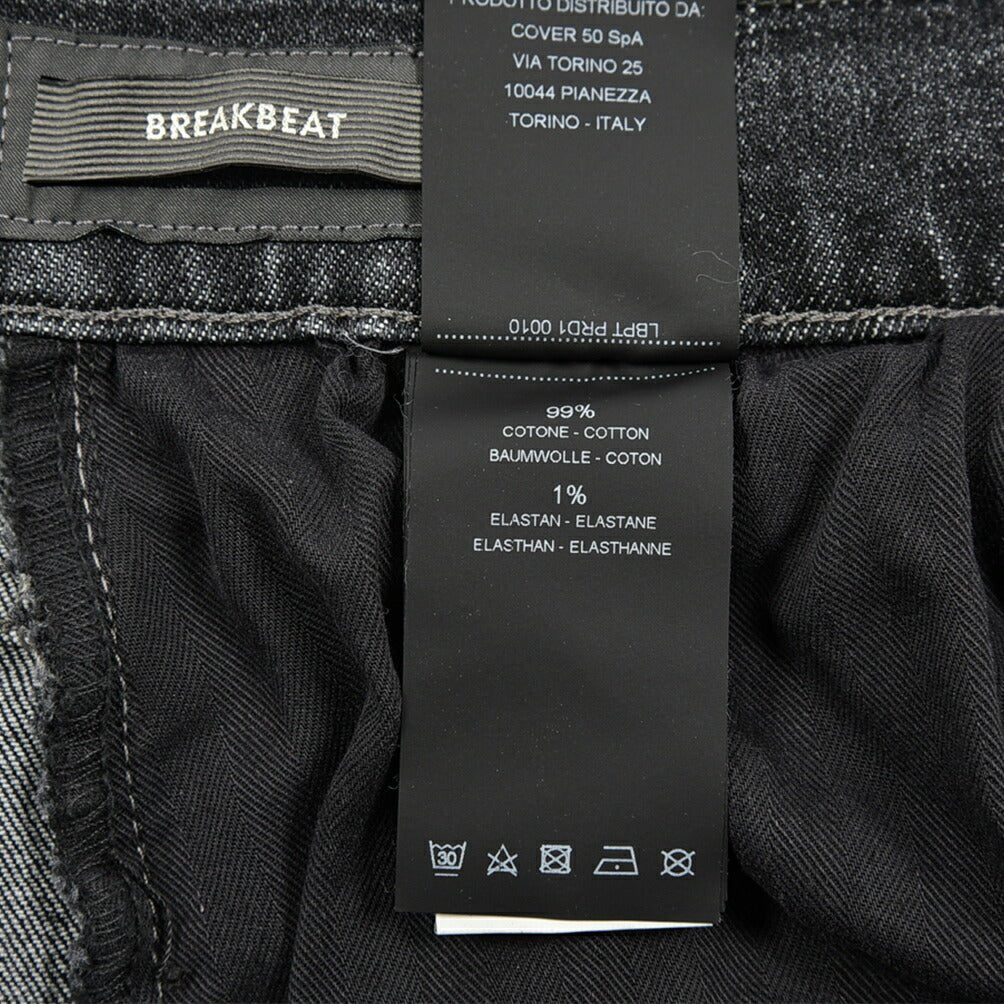 BREAKBEAT
PRODOTTO DISTRIBUITO DA:
COVER 50 SpA
VIA TORINO 25
10044 PIANEZZA
TORINO - ITALY
LBPT PRD1 0010
99%
COTONE - COTTON
BAUMWOLLE - COTON
1%
ELASTAN - ELASTANE
ELASTHAN - ELASTHANNE
30